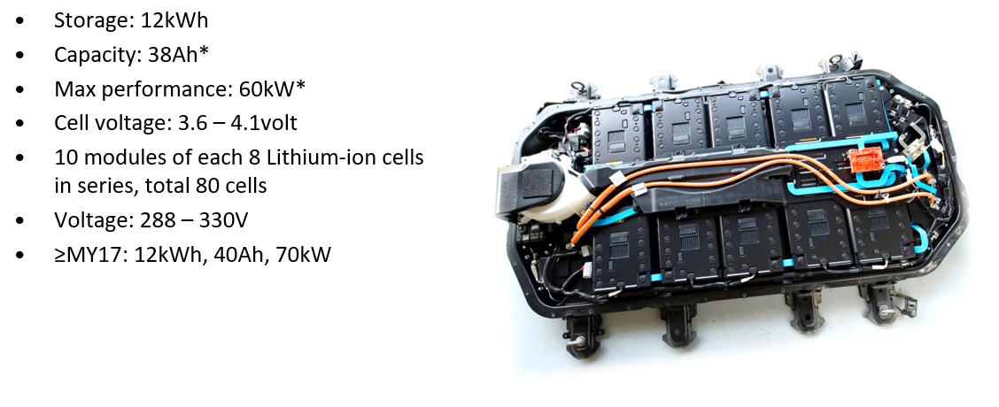 • Storage: 12kWh
• Capacity: 38Ah*
• Max performance: 60kW*
• Cell voltage: 3.6 – 4.1volt
• 10 modules of each 8 Lithium-ion cells
in series, total 80 cells
• Voltage: 288 – 330V
• ≥MY17: 12kWh, 40Ah, 70kW